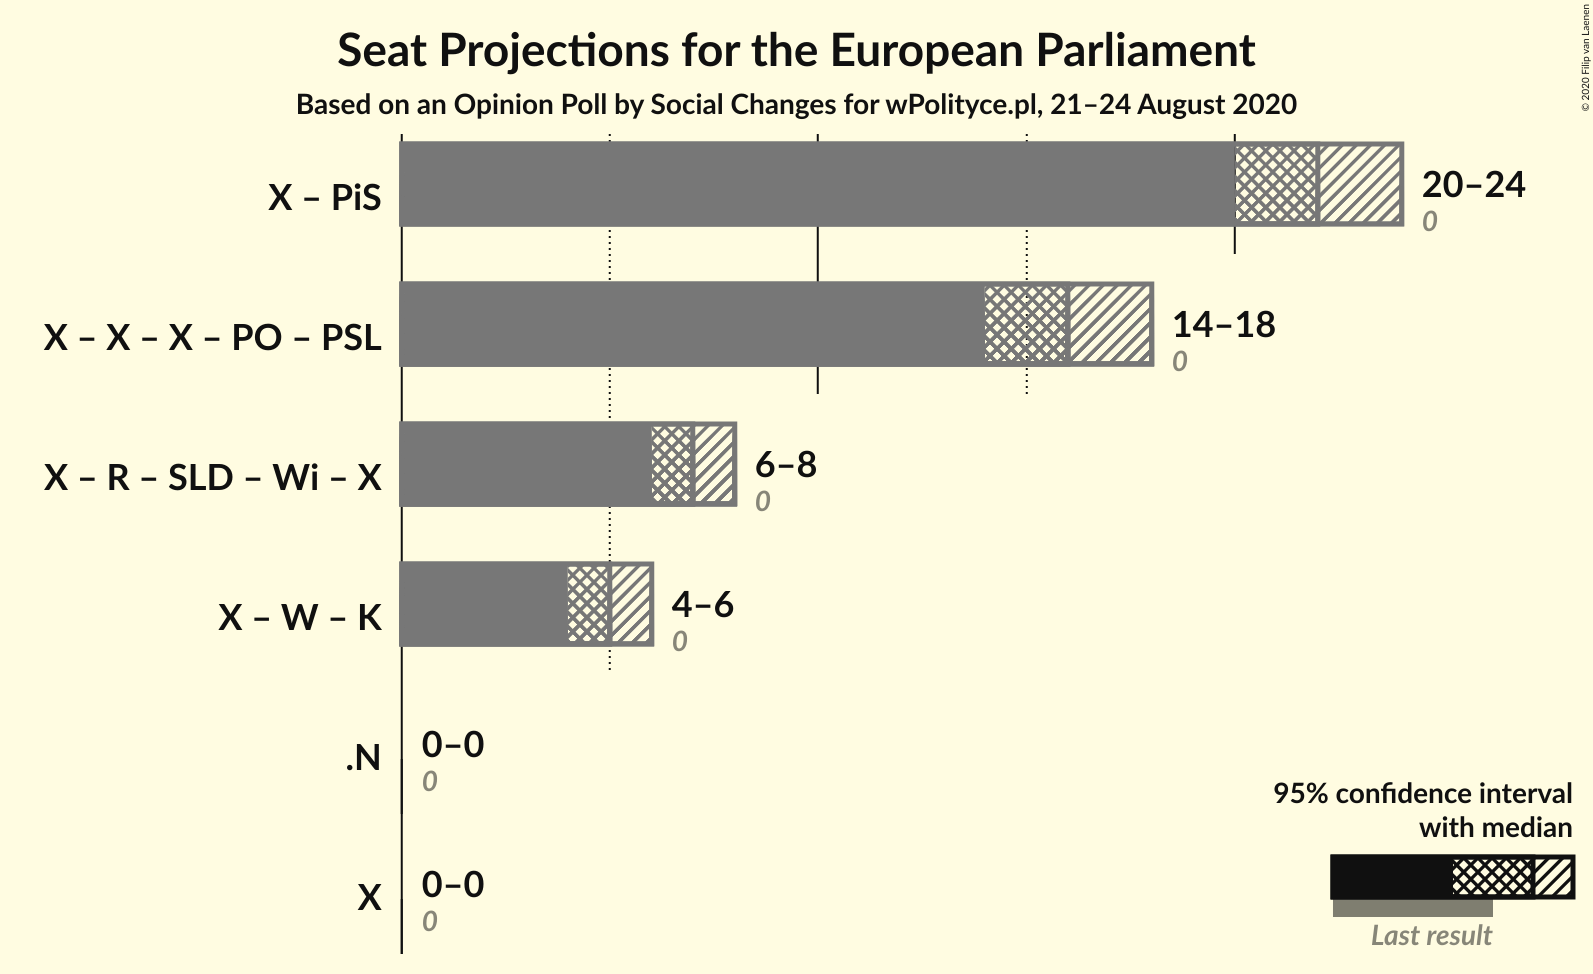 Seat Projections for the European Parliament
Based on an Opinion Poll by Social Changes for wPolityce.pl, 21–24 August 2020
© 2020 Filip van Laenen
X – PiS
20–24
0
X – X – X – PO – PSL
14–18
0
X – R – SLD – Wi – X
6–8
0
X – W – K
4–6
0
.N
0–0
0
X
0–0
0
95% confidence interval
with median
Last result